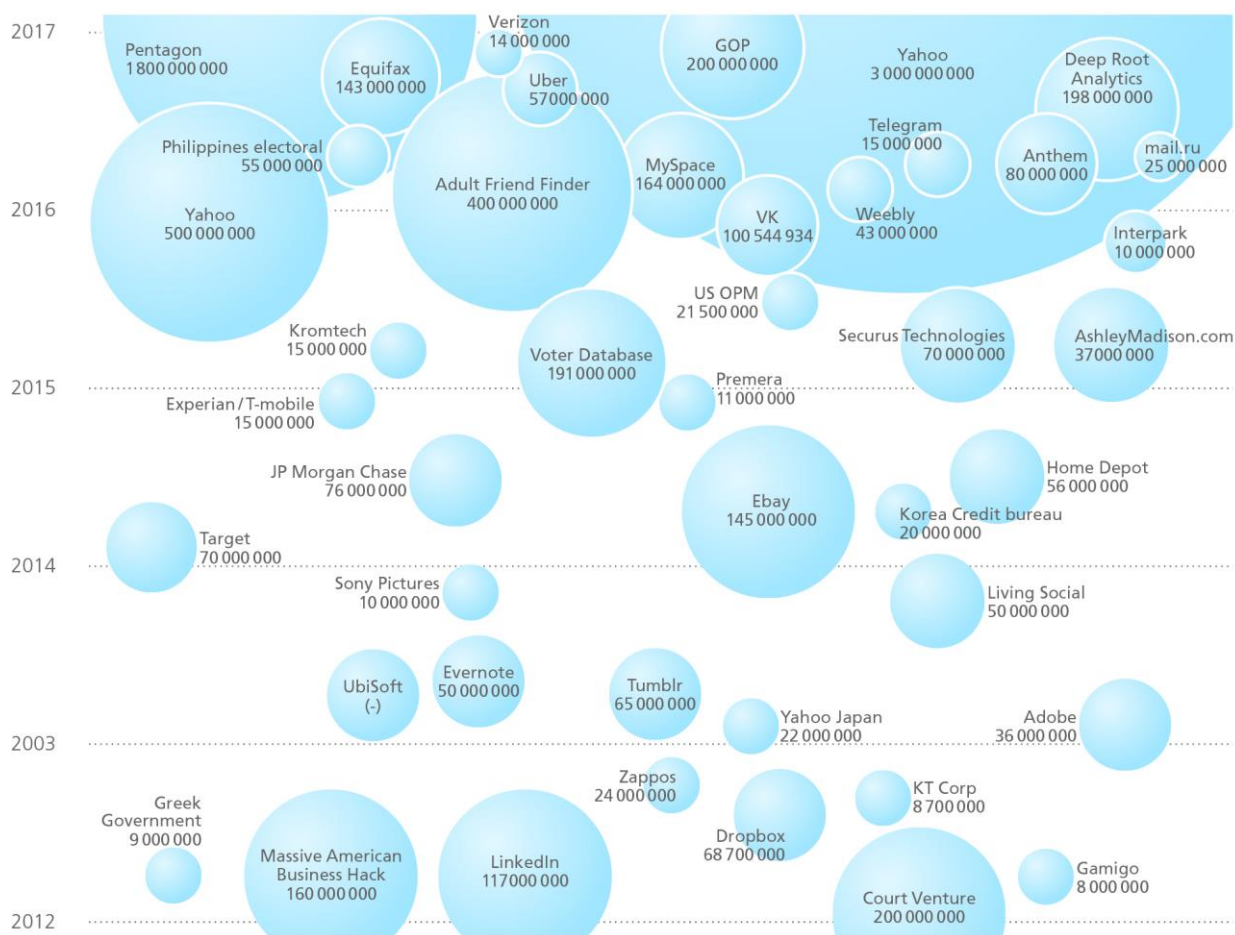 2017
Pentagon
1 800 000 000
Equifax
143 000 000
Verizon
14 000 000
Uber
57 000 000
GOP
200 000 000
Yahoo
3 000 000 000
Deep Root
Analytics
198 000 000
Philippines electoral
55 000 000
Adult Friend Finder
400 000 000
MySpace
164 000 000
Telegram
15 000 000
Anthem
80 000 000
mail.ru
25 000 000
2016
Yahoo
500 000 000
VK
100 544 934
Weebly
43 000 000
Interpark
10 000 000
US OPM
21 500 000
Kromtech
15 000 000
Voter Database
191 000 000
Securus Technologies
70 000 000
AshleyMadison.com
37 000 000
2015
Experian / T-mobile
15 000 000
Premera
11 000 000
JP Morgan Chase
76 000 000
Ebay
145 000 000
Home Depot
56 000 000
Korea Credit bureau
20 000 000
Target
70 000 000
2014
Sony Pictures
10 000 000
Living Social
50 000 000
UbiSoft
(-)
Evernote
50 000 000
Tumblr
65 000 000
Yahoo Japan
22 000 000
Adobe
36 000 000
2003
Zappos
24 000 000
KT Corp
8 700 000
Greek
Government
9 000 000
Dropbox
68 700 000
Massive American
Business Hack
160 000 000
LinkedIn
117 000 000
Court Venture
200 000 000
Gamigo
8 000 000
2012